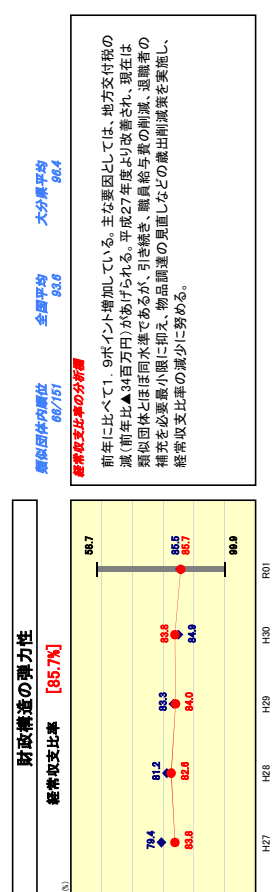 財政構造の弾力性
経常収支比率 [85.7%]
(%)
79.4
83.8
81.2
82.6
83.3
84.0
83.8
84.9
58.7
85.5
85.7
99.9
H27 H28 H29 H30 R01
類似団体内順位 全国平均 大分県平均
66/151 93.6 96.4
経常収支比率の分析欄
前年に比べて1．9ポイント増加している。主な要因としては、地方交付税の
減(前年比▲34百万円)があげられる。平成27年度より改善され、現在は
類似団体とほぼ同水準であるが、引き続き、職員給与費の削減、退職者の
補充を必要最小限に抑え、物品調達の見直しなどの歳出削減策を実施し、
経常収支比率の減少に努める。